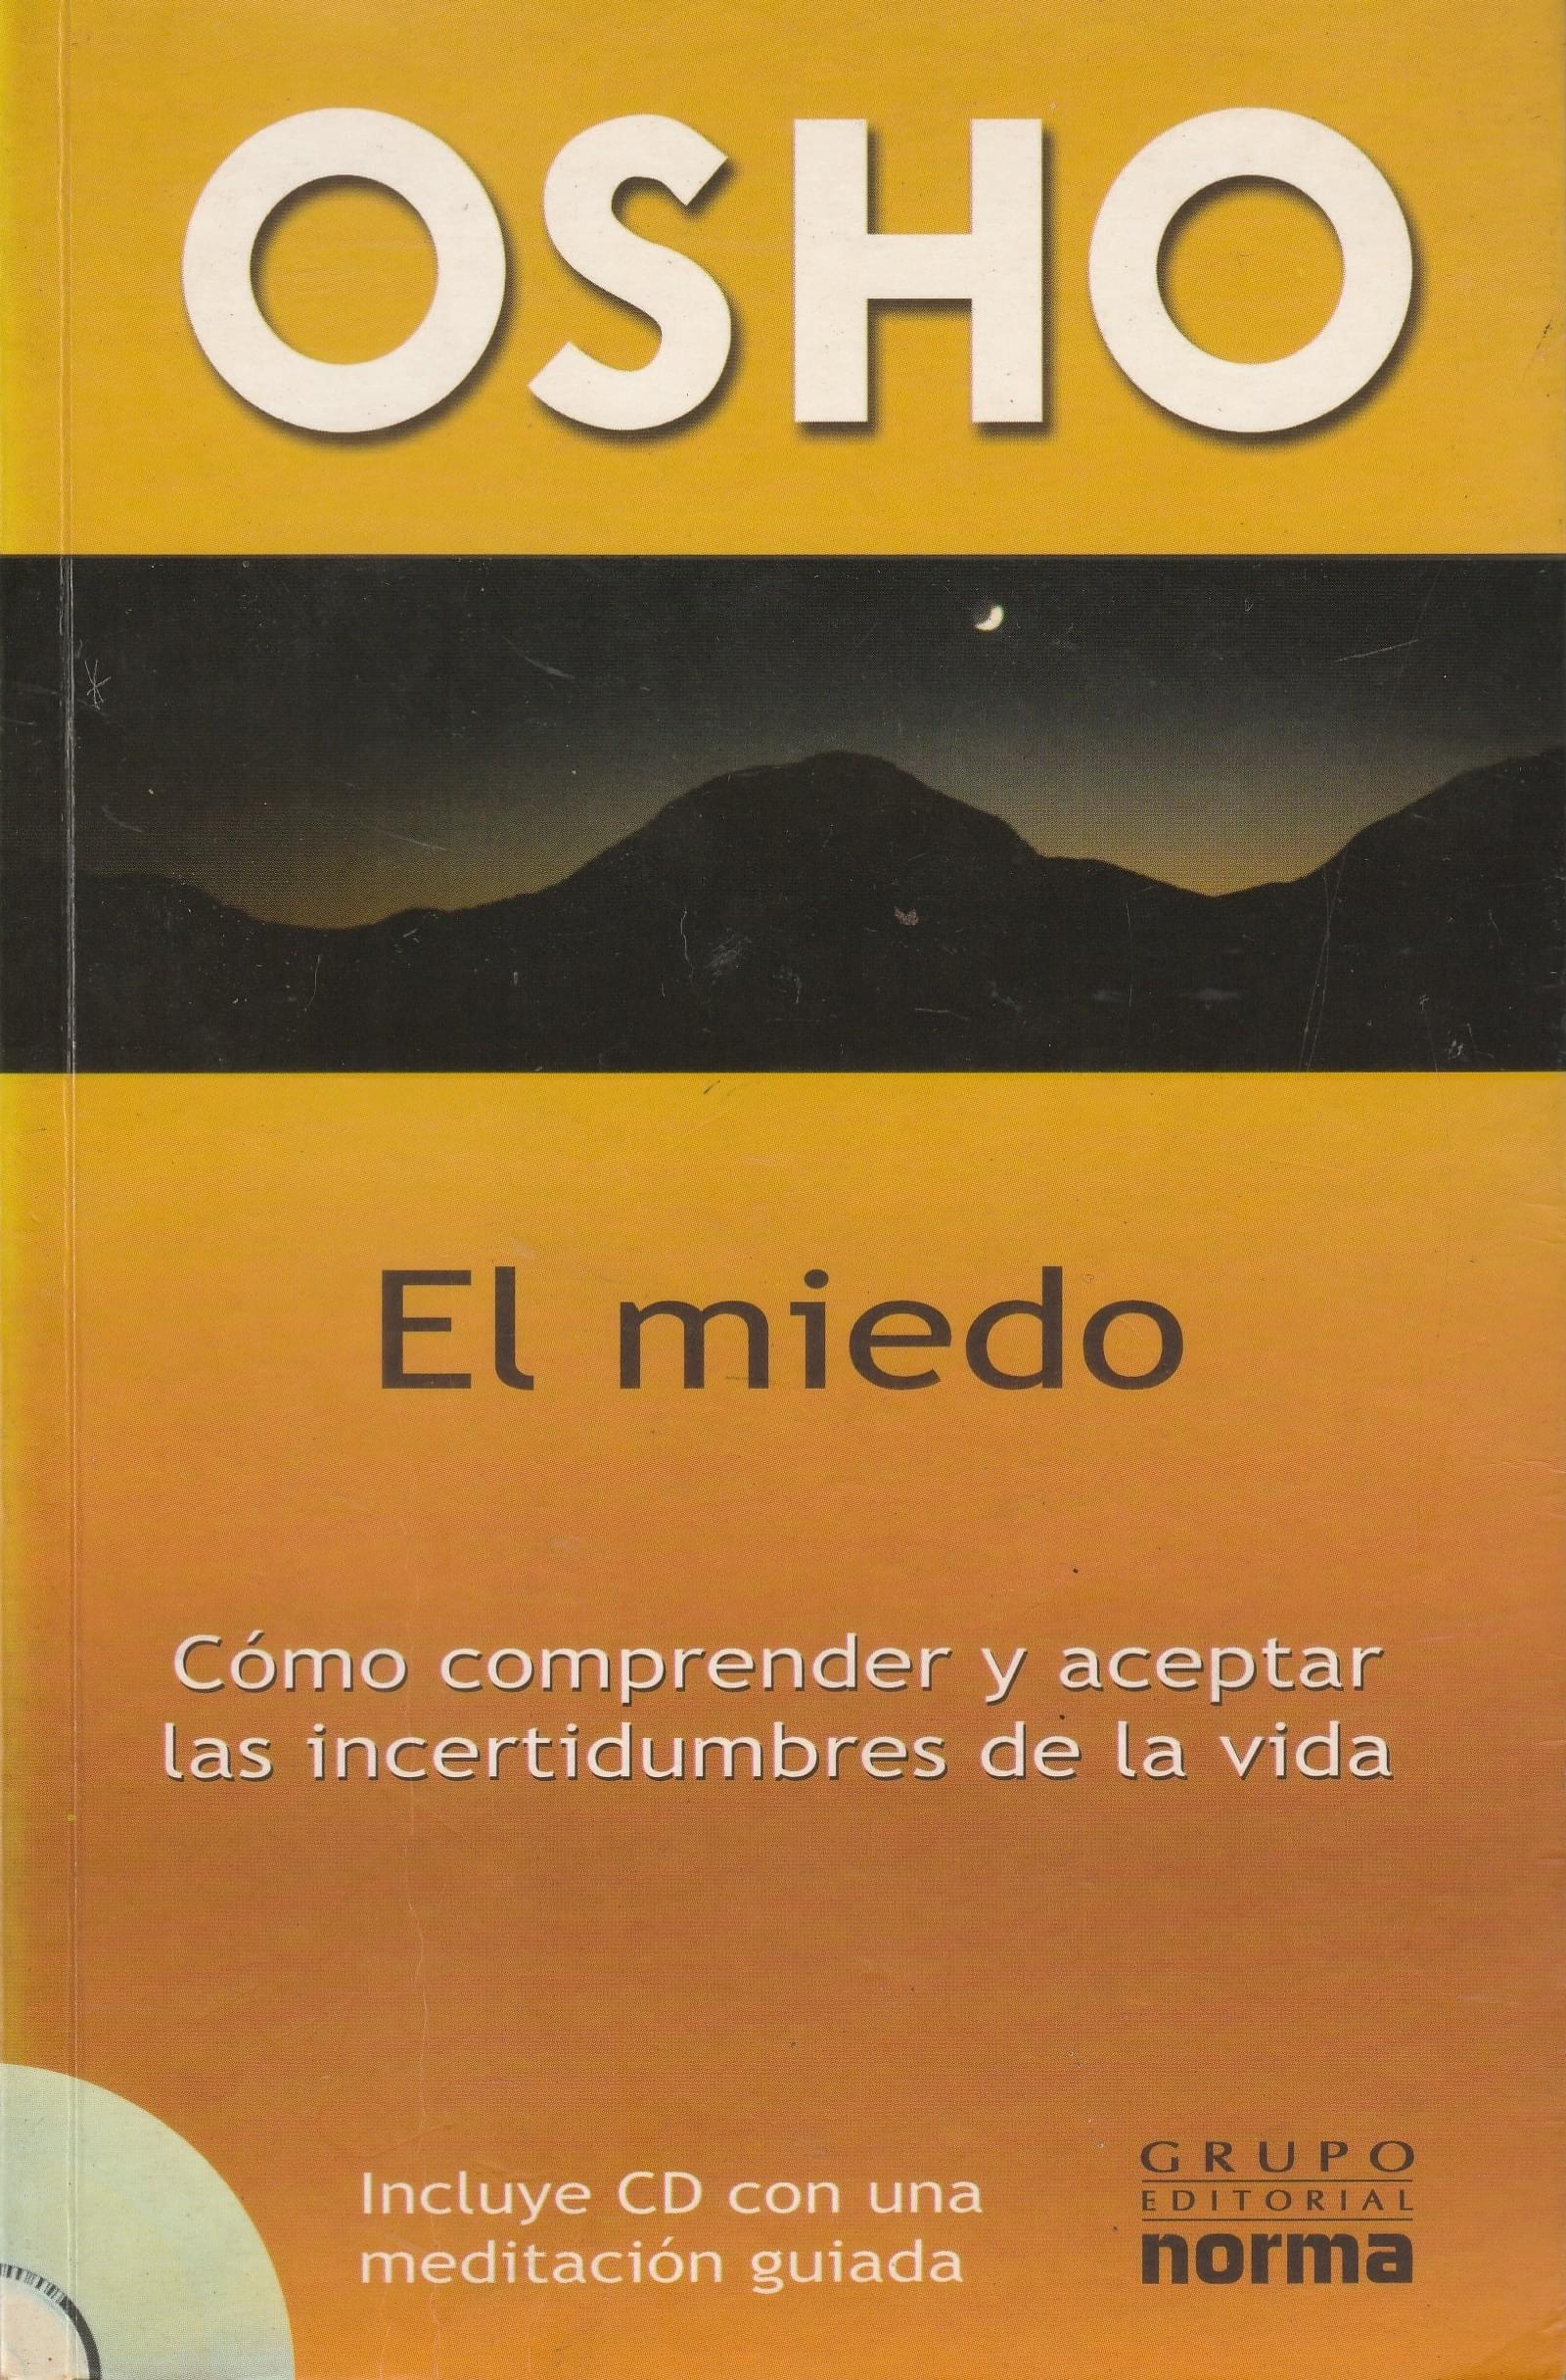 OSHO
El miedo
Cómo comprender y aceptar
las incertidumbres de la vida
Incluye CD con una
meditación guiada
GRUPO
EDITORIAL
norma